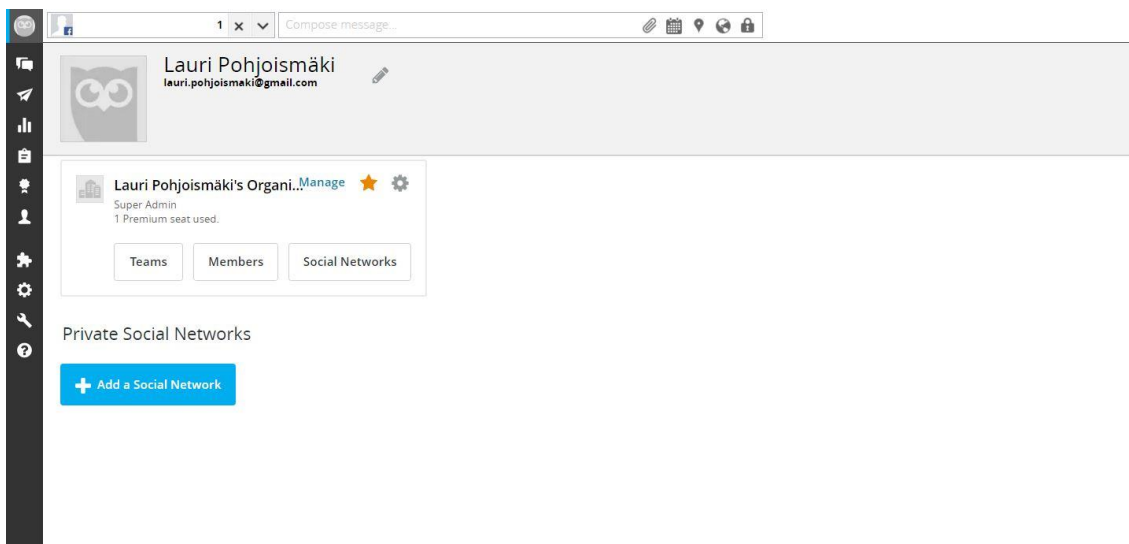 1
Compose message...
Lauri Pohjoismäki
lauri.pohjoismaki@gmail.com
Lauri Pohjoismäki's Organi... Manage
Super Admin
1 Premium seat used.
Teams Members Social Networks
Private Social Networks
Add a Social Network